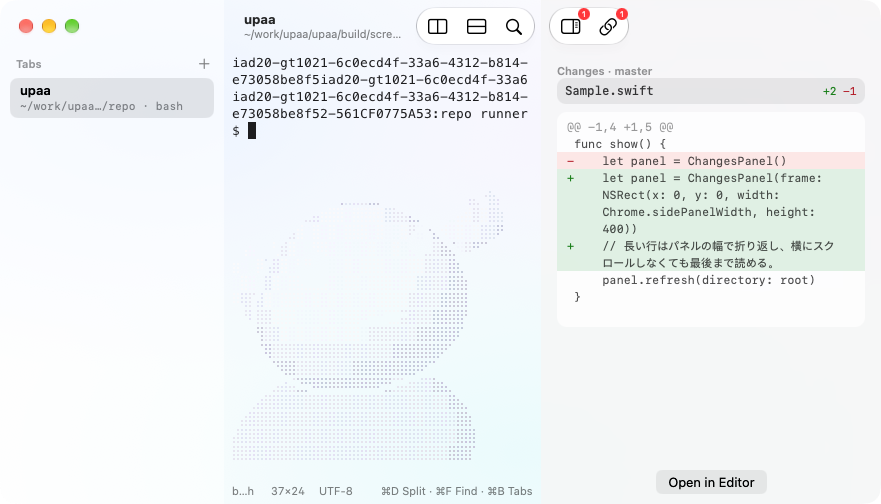 upaa
~/work/upaa/upaa/build/scre…
1
1
Tabs
upaa
~/work/upaa…/repo · bash
iad20-gt1021-6c0ecd4f-33a6-4312-b814-
e73058be8f5iad20-gt1021-6c0ecd4f-33a6
iad20-gt1021-6c0ecd4f-33a6-4312-b814-
e73058be8f52-561CF0775A53:repo runner
$
Changes · master
Sample.swift +2 −1
@@ -1,4 +1,5 @@
func show() {
− let panel = ChangesPanel()
+ let panel = ChangesPanel(frame:
NSRect(x: 0, y: 0, width:
Chrome.sidePanelWidth, height:
400))
+ // 長い行はパネルの幅で折り返し、横にスク
ロールしなくても最後まで読める。
panel.refresh(directory: root)
}
Open in Editor
b…h 37×24 UTF-8 ⌘D Split · ⌘F Find · ⌘B Tabs